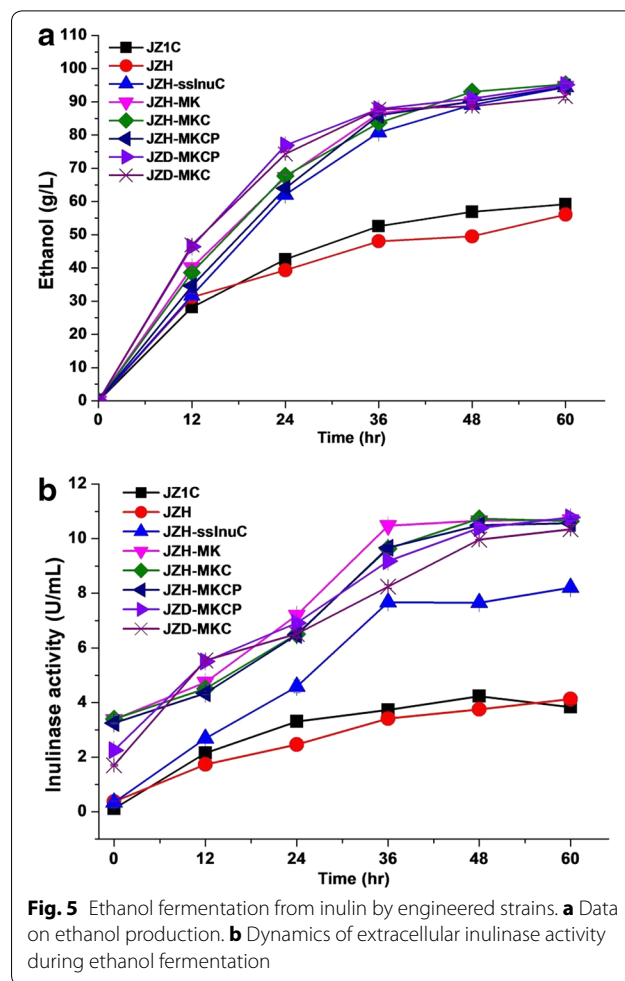 a
JZ1C
JZH
JZH-ssInuC
JZH-MK
JZH-MKC
JZH-MKCP
JZD-MKCP
JZD-MKC
Ethanol (g/L)
110
100
90
80
70
60
50
40
30
20
10
0
0 12 24 36 48 60
Time (hr)
b
JZ1C
JZH
JZH-ssInuC
JZH-MK
JZH-MKC
JZH-MKCP
JZD-MKCP
JZD-MKC
Inulinase activity (U/mL)
12
10
8
6
4
2
0
0 12 24 36 48 60
Time (hr)
Fig. 5 Ethanol fermentation from inulin by engineered strains. a Data
on ethanol production. b Dynamics of extracellular inulinase activity
during ethanol fermentation